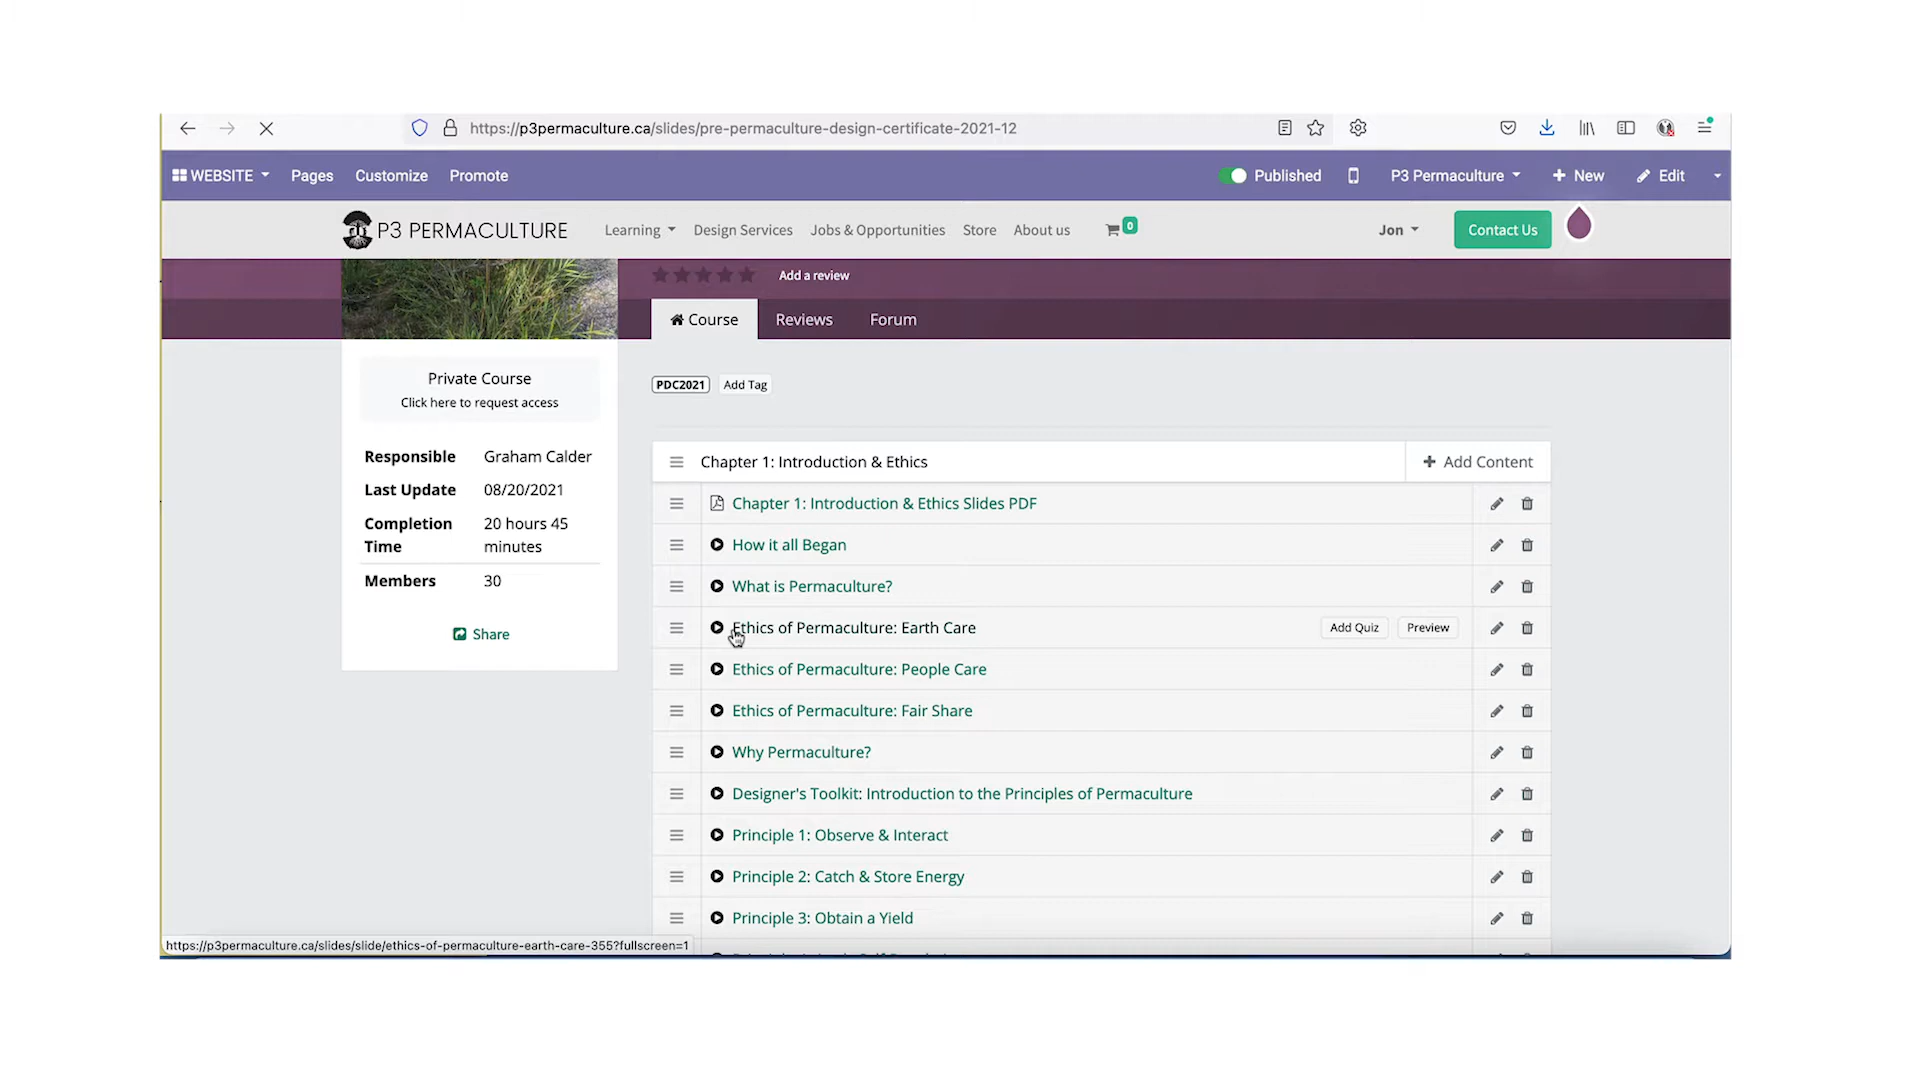 https://p3permaculture.ca/slides/pre-permaculture-design-certificate-2021-12
WEBSITE Pages Customize Promote Published P3 Permaculture + New Edit
P3 PERMACULTURE Learning Design Services Jobs & Opportunities Store About us 0 Jon Contact Us
Add a review
Course Reviews Forum
Private Course
Click here to request access
Responsible Graham Calder
Last Update 08/20/2021
Completion Time 20 hours 45 minutes
Members 30
Share
PDC2021 Add Tag
Chapter 1: Introduction & Ethics + Add Content
Chapter 1: Introduction & Ethics Slides PDF
How it all Began
What is Permaculture?
Ethics of Permaculture: Earth Care Add Quiz Preview
Ethics of Permaculture: People Care
Ethics of Permaculture: Fair Share
Why Permaculture?
Designer's Toolkit: Introduction to the Principles of Permaculture
Principle 1: Observe & Interact
Principle 2: Catch & Store Energy
Principle 3: Obtain a Yield
https://p3permaculture.ca/slides/slide/ethics-of-permaculture-earth-care-355?fullscreen=1